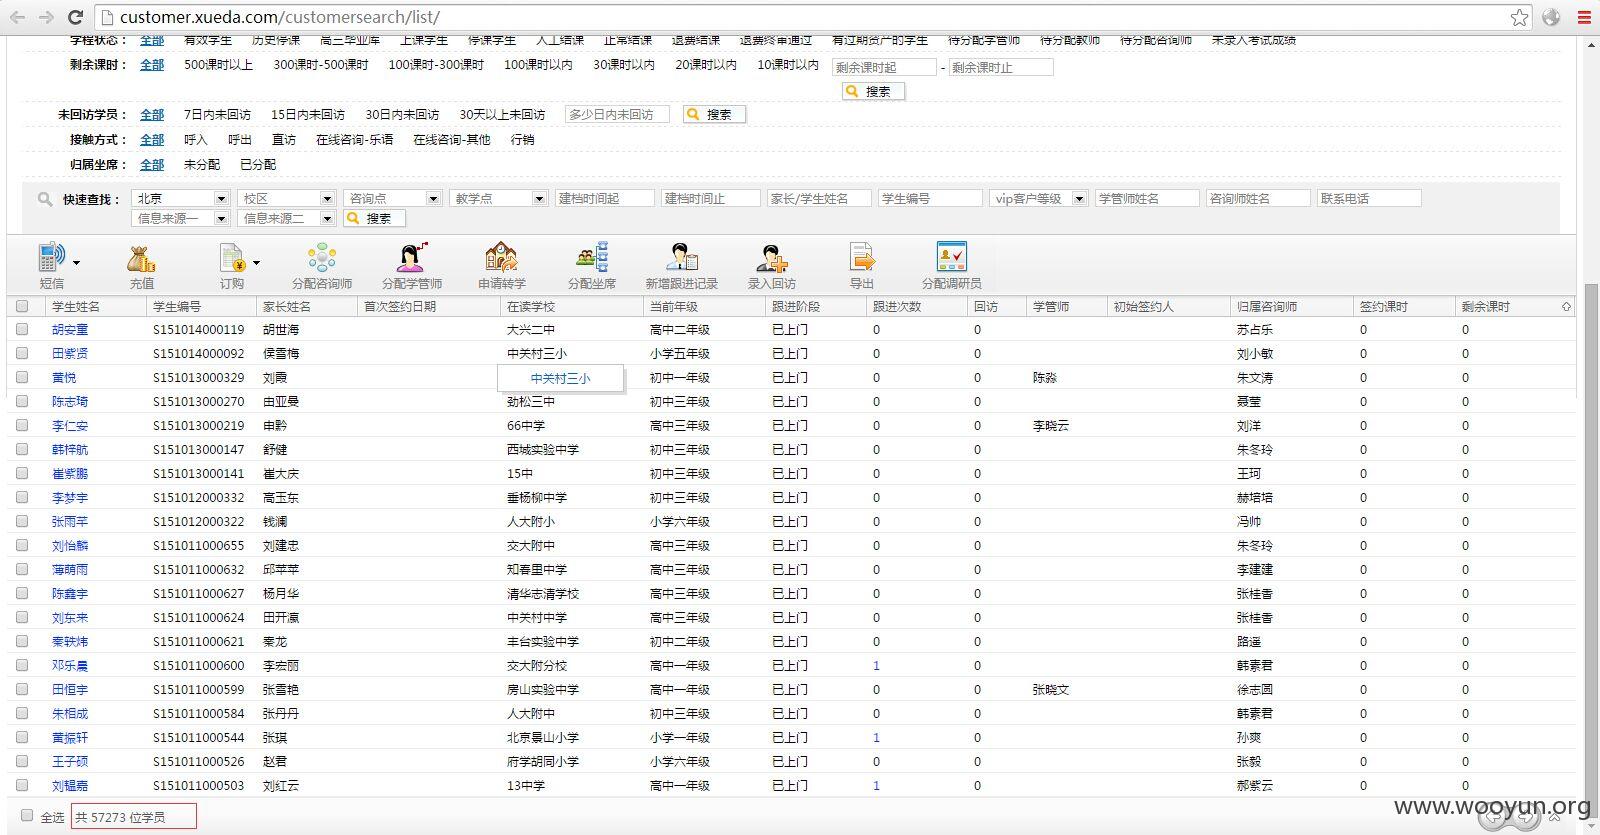 customer.xueda.com/customersearch/list/
学程状态： 全部 有效学生 历史停课 高三毕业库 上课学生 停课学生 人工结课 正常结课 退费结课 退费终审通过 有过期资产的学生 待分配学管师 待分配教师 待分配咨询师 未录入考试成绩
剩余课时： 全部 500课时以上 300课时-500课时 100课时-300课时 100课时以内 30课时以内 20课时以内 10课时以内 剩余课时起 - 剩余课时止
搜索
未回访学员： 全部 7日内未回访 15日内未回访 30日内未回访 30天以上未回访 多少日内未回访 搜索
接触方式： 全部 呼入 呼出 直访 在线咨询-乐语 在线咨询-其他 行销
归属坐席： 全部 未分配 已分配
快速查找： 北京 校区 咨询点 教学点 建档时间起 建档时间止 家长/学生姓名 学生编号 vip客户等级 学管师姓名 咨询师姓名 联系电话
信息来源一 信息来源二 搜索
短信 充值 订购 分配咨询师 分配学管师 申请转学 分配坐席 新增跟进记录 录入回访 导出 分配调研员
学生姓名 学生编号 家长姓名 首次签约日期 在读学校 当前年级 跟进阶段 跟进次数 回访 学管师 初始签约人 归属咨询师 签约课时 剩余课时
胡安童 S151014000119 胡世海 大兴二中 高中二年级 已上门 0 0 苏占乐 0 0
田紫贤 S151014000092 侯雪梅 中关村三小 小学五年级 已上门 0 0 刘小敏 0 0
黄悦 S151013000329 刘霞 中关村三小 初中一年级 已上门 0 0 陈淼 朱文涛 0 0
陈志琦 S151013000270 由亚曼 劲松三中 初中三年级 已上门 0 0 聂莹 0 0
李仁安 S151013000219 申黔 66中学 高中三年级 已上门 0 0 李晓云 刘洋 0 0
韩梓航 S151013000147 舒健 西城实验中学 初中三年级 已上门 0 0 朱冬玲 0 0
崔紫鹏 S151013000141 崔大庆 15中 初中三年级 已上门 0 0 王珂 0 0
李梦宇 S151012000332 高玉东 垂杨柳中学 初中三年级 已上门 0 0 赫培培 0 0
张雨芊 S151012000322 钱澜 人大附小 小学六年级 已上门 0 0 冯帅 0 0
刘怡麟 S151011000655 刘建忠 交大附中 高中三年级 已上门 0 0 朱冬玲 0 0
薄萌雨 S151011000632 邱苹苹 知春里中学 高中三年级 已上门 0 0 李建建 0 0
陈鑫宇 S151011000627 杨月华 清华志清学校 高中三年级 已上门 0 0 张桂香 0 0
刘东来 S151011000624 田开瀛 中关村中学 高中三年级 已上门 0 0 张桂香 0 0
秦轶炜 S151011000621 秦龙 丰台实验中学 初中二年级 已上门 0 0 路遥 0 0
邓乐晨 S151011000600 李宏丽 交大附分校 高中一年级 已上门 1 0 韩素君 0 0
田恒宇 S151011000599 张雪艳 房山实验中学 高中一年级 已上门 0 0 张晓文 徐志圆 0 0
朱相成 S151011000584 张丹丹 人大附中 初中三年级 已上门 0 0 韩素君 0 0
黄振轩 S151011000544 张琪 北京景山小学 小学一年级 已上门 1 0 孙爽 0 0
王子硕 S151011000526 赵君 府学胡同小学 小学六年级 已上门 0 0 张毅 0 0
刘韫嘉 S151011000503 刘红云 13中学 高中一年级 已上门 1 0 郝紫云 0 0
全选 共 57273 位学员
www.wooyun.org